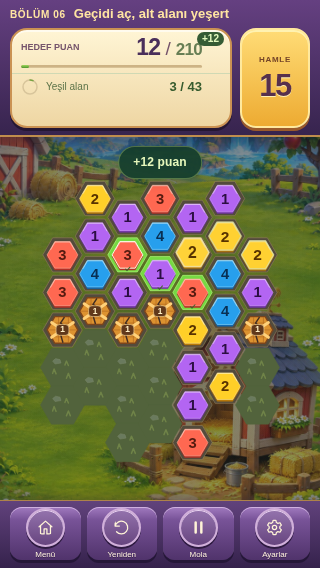 BÖLÜM 06 Geçidi aç, alt alanı yeşert
HEDEF PUAN 12 / 210 +12
Yeşil alan 3 / 43
HAMLE
15
+12 puan
2 3 1
1 1
1 4 2
3 3 2 2
4 1 4
3 1 3 1
1 1 4
1 1 2 1
1
1
2
1
3
Menü Yeniden Mola Ayarlar